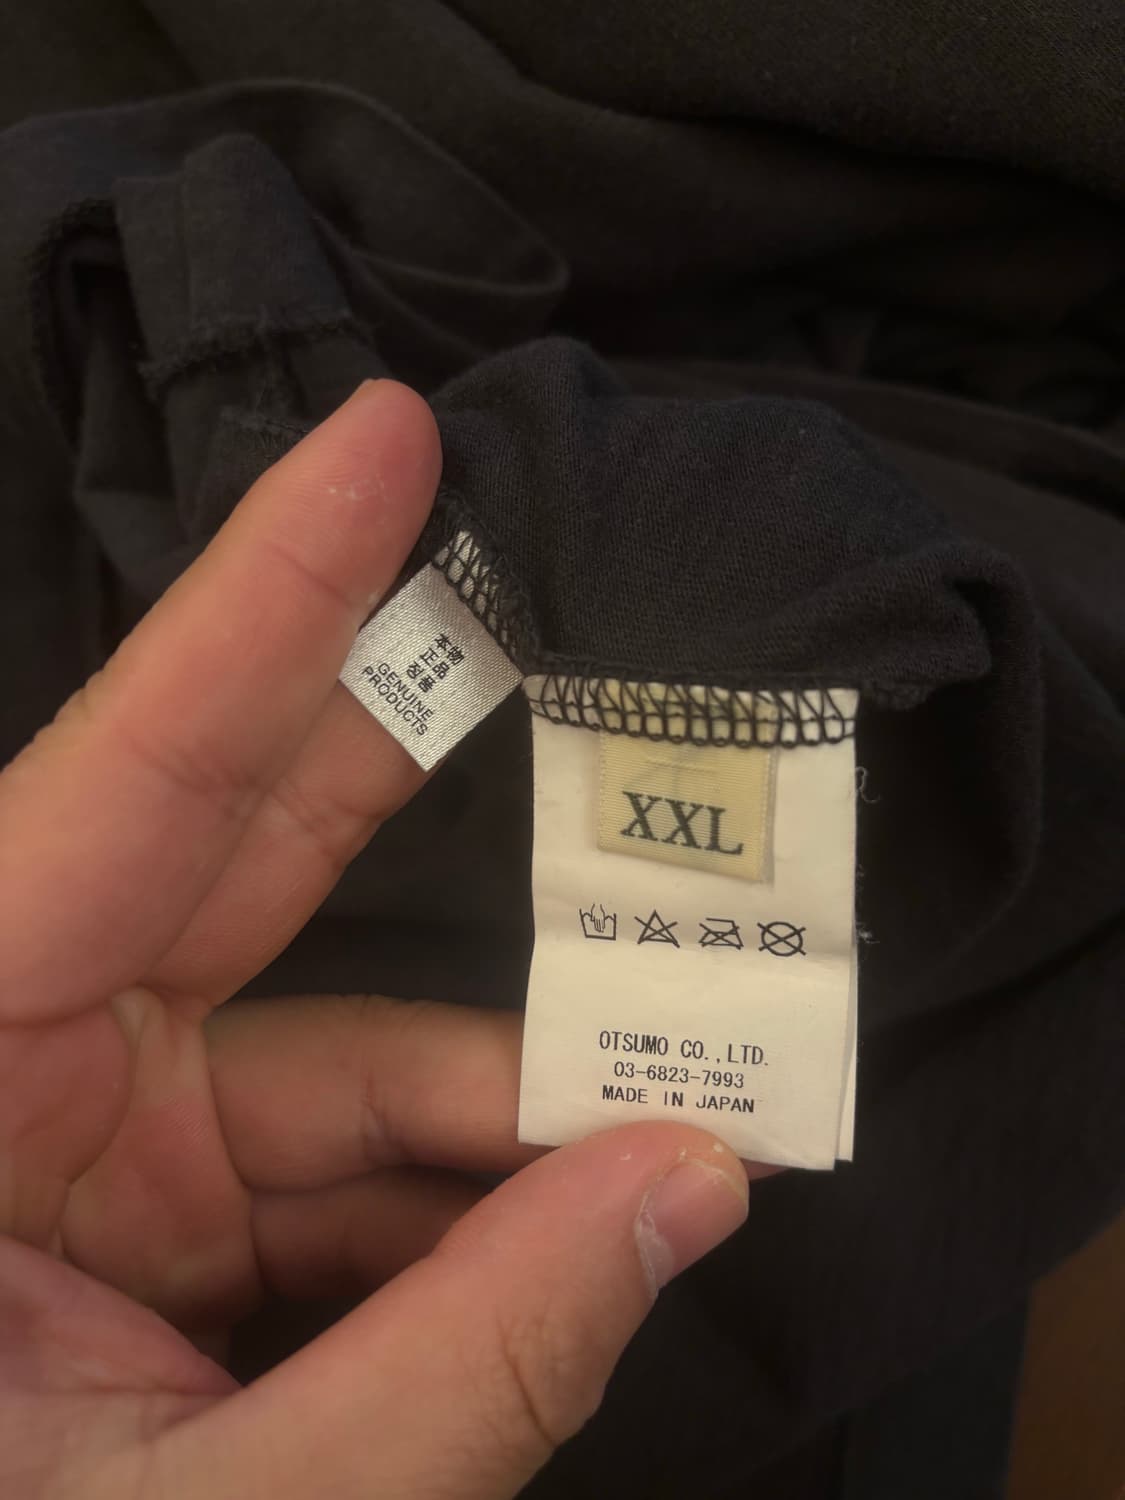 本物
正品
정품
GENUINE
PRODUCTS
XXL
OTSUMO CO.,LTD.
03-6823-7993
MADE IN JAPAN